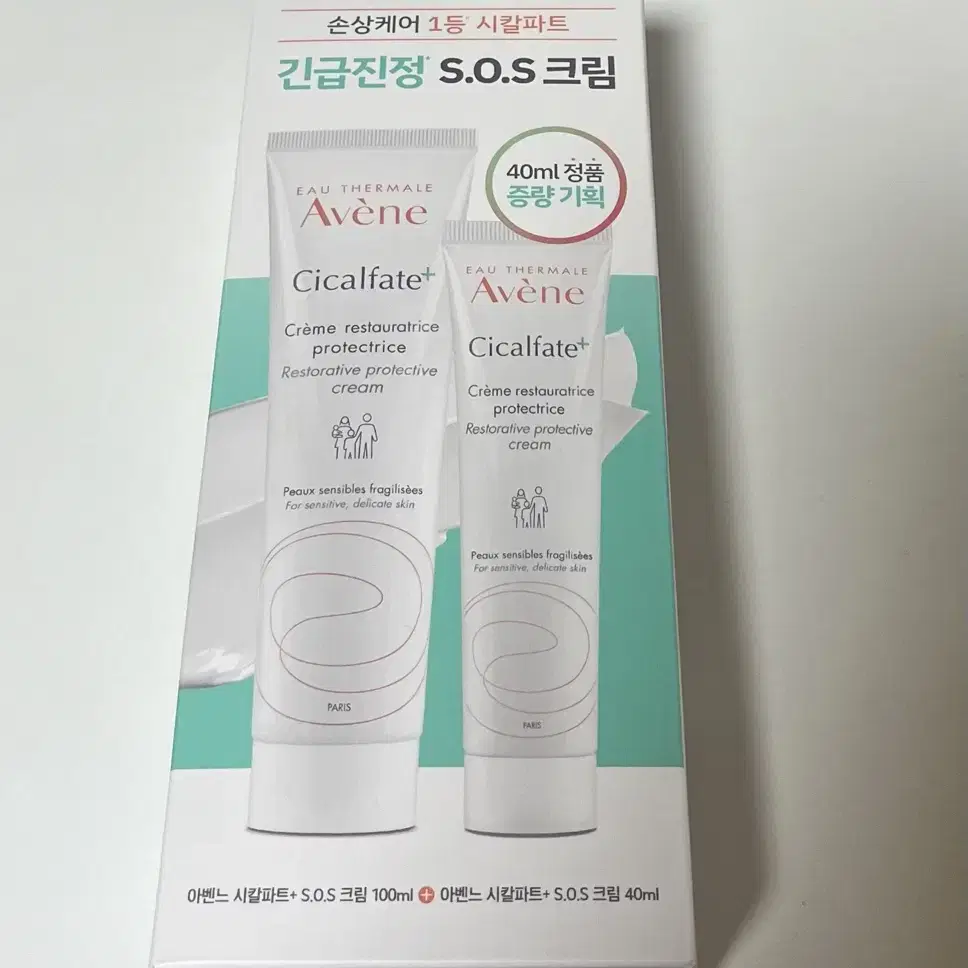 손상케어 1등* 시칼파트
긴급진정* S.O.S 크림
40ml 정품
증량 기획
EAU THERMALE
Avène
Cicalfate+
Crème restauratrice
protectrice
Restorative protective
cream
Peaux sensibles fragilisées
For sensitive, delicate skin
PARIS
EAU THERMALE
Avène
Cicalfate+
Crème restauratrice
protectrice
Restorative protective
cream
Peaux sensibles fragilisées
For sensitive, delicate skin
PARIS
아벤느 시칼파트+ S.O.S 크림 100ml + 아벤느 시칼파트+ S.O.S 크림 40ml